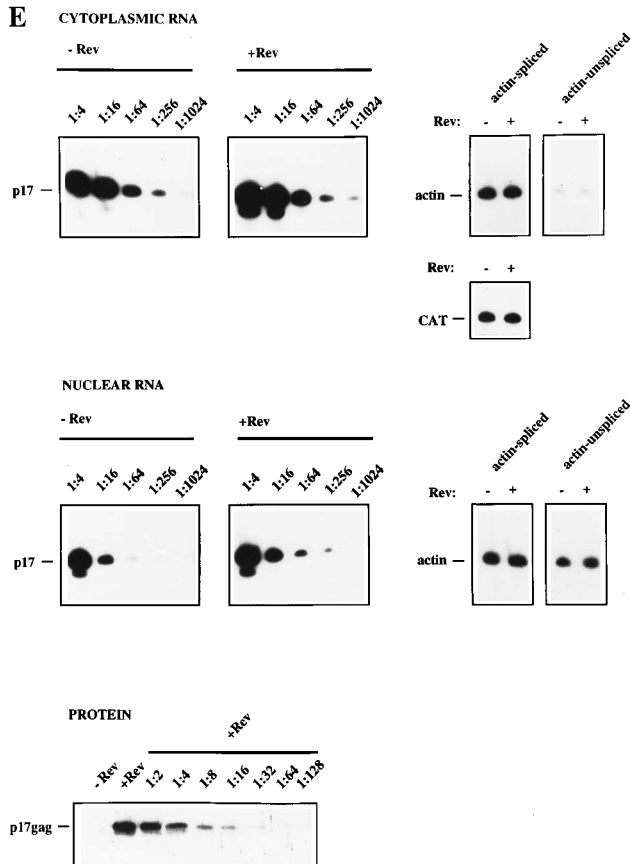 E
CYTOPLASMIC RNA
- Rev
+Rev
1:4 1:16 1:64 1:256 1:1024
1:4 1:16 1:64 1:256 1:1024
p17
actin-spliced actin-unspliced
Rev: - + - +
actin
Rev: - +
CAT
NUCLEAR RNA
- Rev
+Rev
1:4 1:16 1:64 1:256 1:1024
1:4 1:16 1:64 1:256 1:1024
p17
actin-spliced actin-unspliced
Rev: - + - +
actin
PROTEIN
+Rev
- Rev +Rev 1:2 1:4 1:8 1:16 1:32 1:64 1:128
p17gag